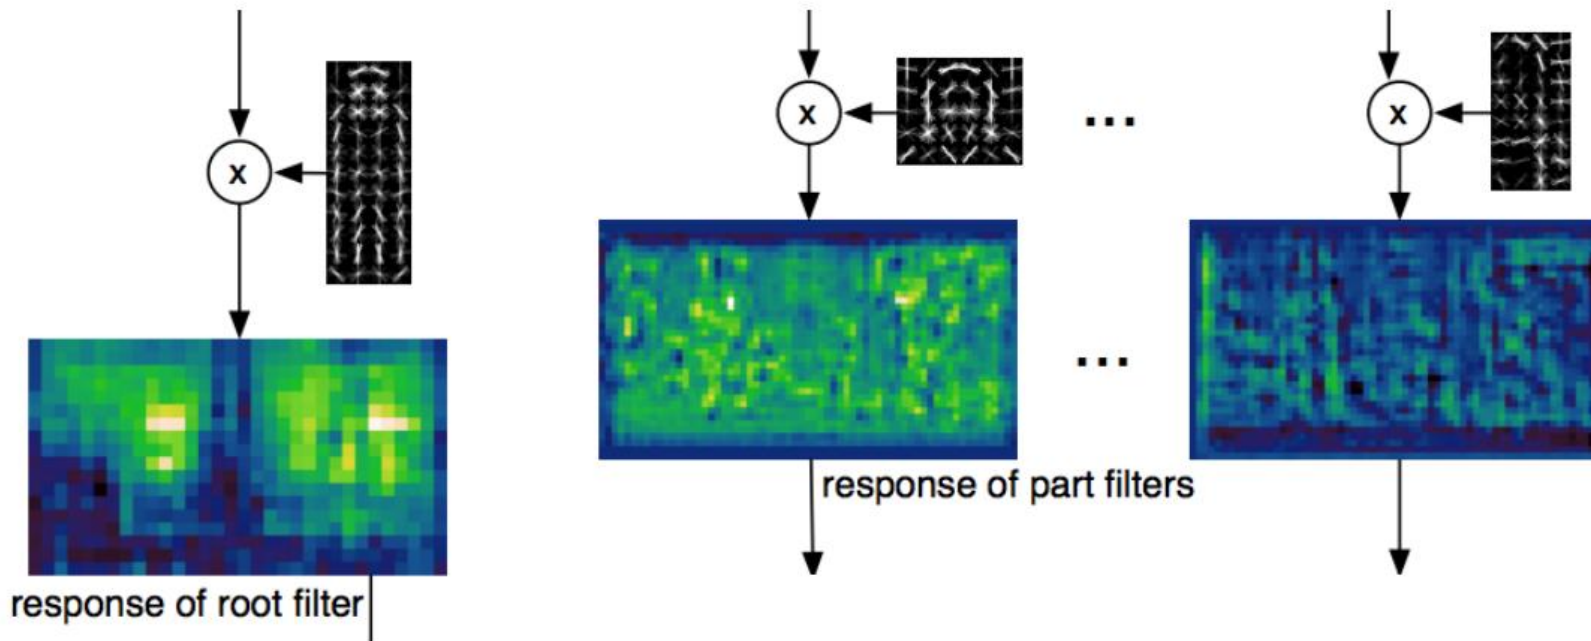 x
x
...
x
...
response of part filters
response of root filter